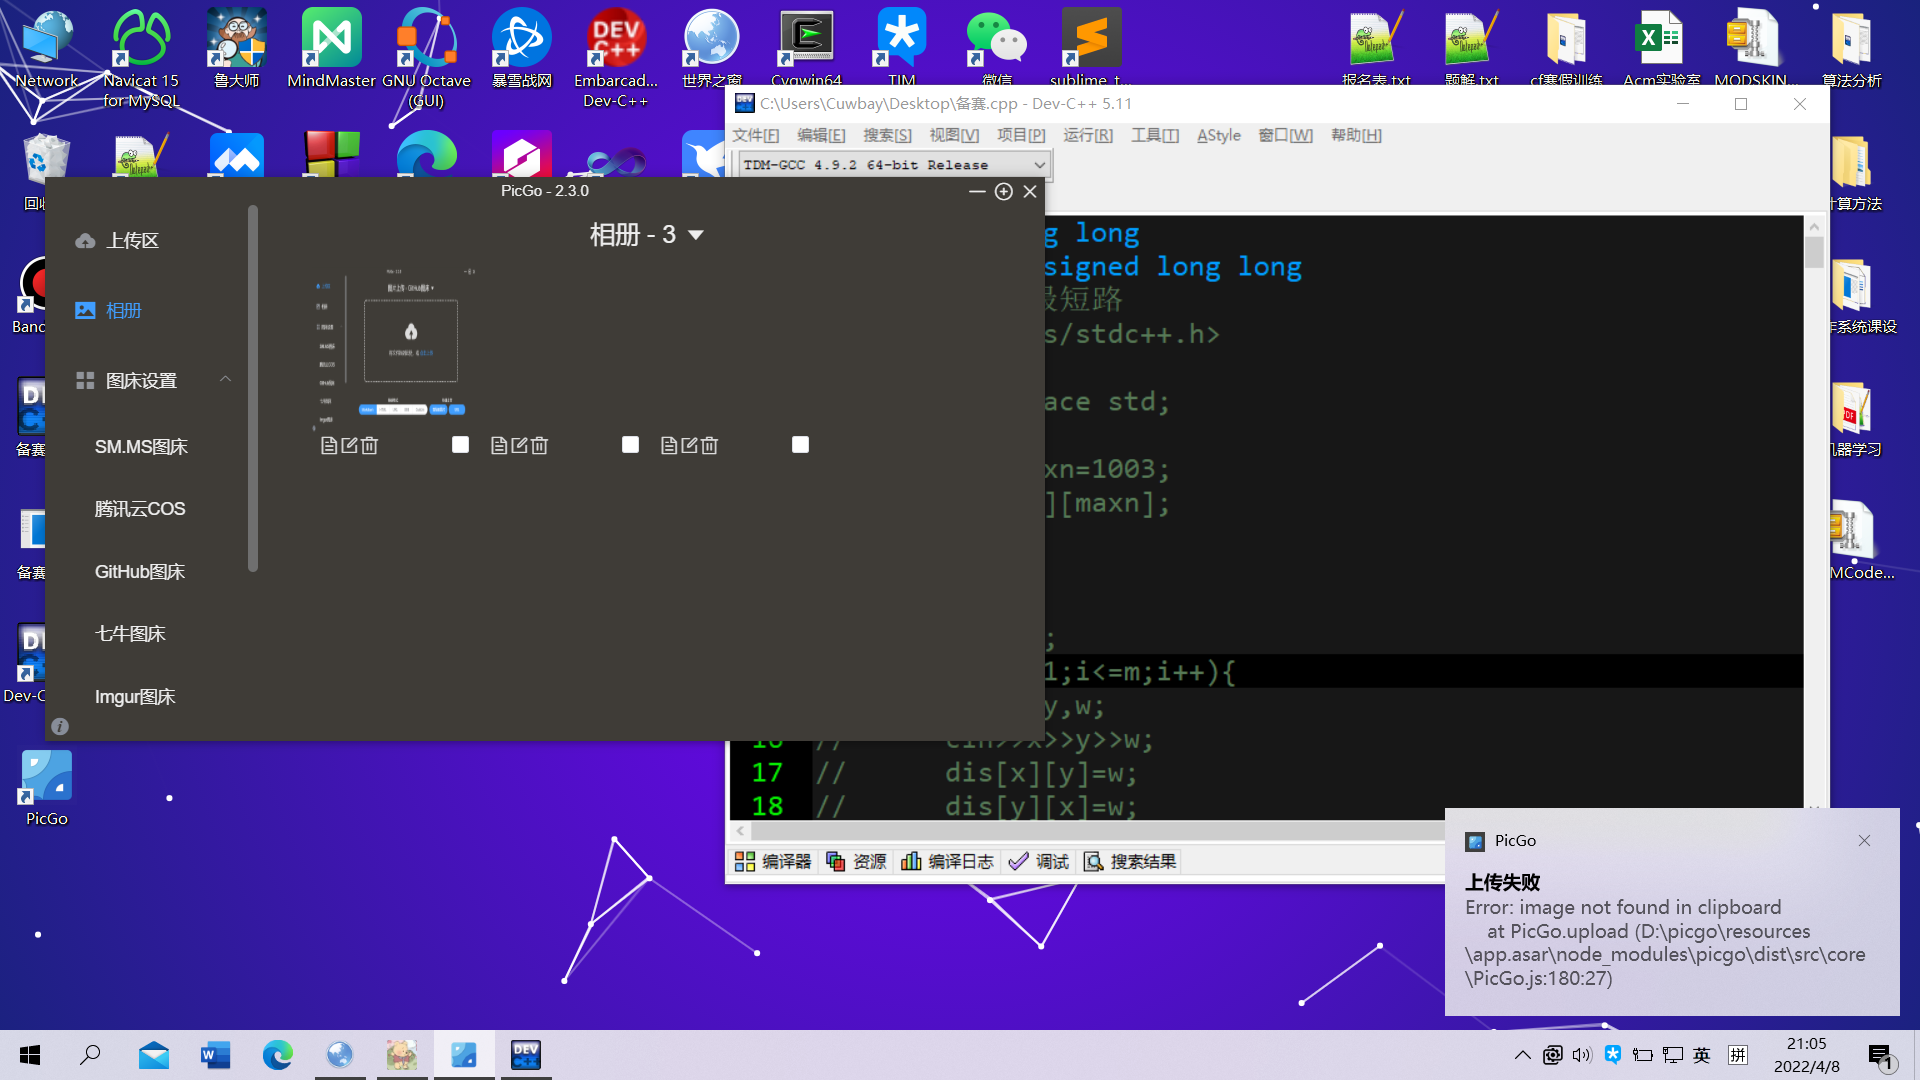 Network
Navicat 15
for MySQL
鲁大师
MindMaster
GNU Octave
(GUI)
暴雪战网
Embarcad...
Dev-C++
世界之窗
Cygwin64
TIM
微信
sublime_t...
报名表.txt
题解.txt
cf寒假训练
Acm实验室
MODSKIN...
算法分析
C:\Users\Cuwbay\Desktop\备赛.cpp - Dev-C++ 5.11
文件[F] 编辑[E] 搜索[S] 视图[V] 项目[P] 运行[R] 工具[T] AStyle 窗口[W] 帮助[H]
TDM-GCC 4.9.2 64-bit Release
PicGo - 2.3.0
相册 - 3
上传区
相册
图床设置
SM.MS图床
腾讯云COS
GitHub图床
七牛图床
Imgur图床
g long
signed long long
最短路
s/stdc++.h>
ace std;
xn=1003;
][maxn];
;
1;i<=m;i++){
y,w;
16 // cin>>x>>y>>w;
17 // dis[x][y]=w;
18 // dis[y][x]=w;
编译器 资源 编译日志 调试 搜索结果
回收
Banc
备赛
备赛
Dev-C
PicGo
计算方法
作系统课设
机器学习
MCode...
PicGo
上传失败
Error: image not found in clipboard
at PicGo.upload (D:\picgo\resources
\app.asar\node_modules\picgo\dist\src\core
\PicGo.js:180:27)
英
拼
21:05
2022/4/8
1